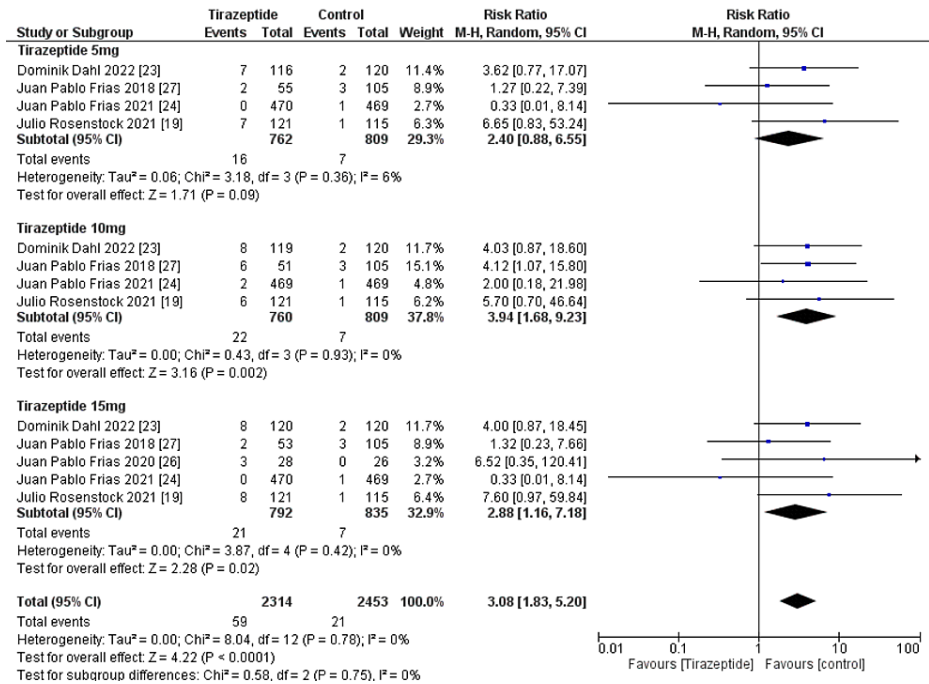 Tirazeptide Control Risk Ratio Risk Ratio
Study or Subgroup Events Total Events Total Weight M-H, Random, 95% CI M-H, Random, 95% CI
Tirazeptide 5mg
Dominik Dahl 2022 [23] 7 116 2 120 11.4% 3.62 [0.77, 17.07]
Juan Pablo Frias 2018 [27] 2 55 3 105 8.9% 1.27 [0.22, 7.39]
Juan Pablo Frias 2021 [24] 0 470 1 469 2.7% 0.33 [0.01, 8.14]
Julio Rosenstock 2021 [19] 7 121 1 115 6.3% 6.65 [0.83, 53.24]
Subtotal (95% CI) 762 809 29.3% 2.40 [0.88, 6.55]
Total events 16 7
Heterogeneity: Tau² = 0.06; Chi² = 3.18, df = 3 (P = 0.36); I² = 6%
Test for overall effect: Z = 1.71 (P = 0.09)
Tirazeptide 10mg
Dominik Dahl 2022 [23] 8 119 2 120 11.7% 4.03 [0.87, 18.60]
Juan Pablo Frias 2018 [27] 6 51 3 105 15.1% 4.12 [1.07, 15.80]
Juan Pablo Frias 2021 [24] 2 469 1 469 4.8% 2.00 [0.18, 21.98]
Julio Rosenstock 2021 [19] 6 121 1 115 6.2% 5.70 [0.70, 46.64]
Subtotal (95% CI) 760 809 37.8% 3.94 [1.68, 9.23]
Total events 22 7
Heterogeneity: Tau² = 0.00; Chi² = 0.43, df = 3 (P = 0.93); I² = 0%
Test for overall effect: Z = 3.16 (P = 0.002)
Tirazeptide 15mg
Dominik Dahl 2022 [23] 8 120 2 120 11.7% 4.00 [0.87, 18.45]
Juan Pablo Frias 2018 [27] 2 53 3 105 8.9% 1.32 [0.23, 7.66]
Juan Pablo Frias 2020 [26] 3 28 0 26 3.2% 6.52 [0.35, 120.41]
Juan Pablo Frias 2021 [24] 0 470 1 469 2.7% 0.33 [0.01, 8.14]
Julio Rosenstock 2021 [19] 8 121 1 115 6.4% 7.60 [0.97, 59.84]
Subtotal (95% CI) 792 835 32.9% 2.88 [1.16, 7.18]
Total events 21 7
Heterogeneity: Tau² = 0.00; Chi² = 3.87, df = 4 (P = 0.42); I² = 0%
Test for overall effect: Z = 2.28 (P = 0.02)
Total (95% CI) 2314 2453 100.0% 3.08 [1.83, 5.20]
Total events 59 21
Heterogeneity: Tau² = 0.00; Chi² = 8.04, df = 12 (P = 0.78); I² = 0%
Test for overall effect: Z = 4.22 (P < 0.0001)
Test for subgroup differences: Chi² = 0.58, df = 2 (P = 0.75), I² = 0%
0.01 0.1 1 10 100
Favours [Tirazeptide] Favours [control]